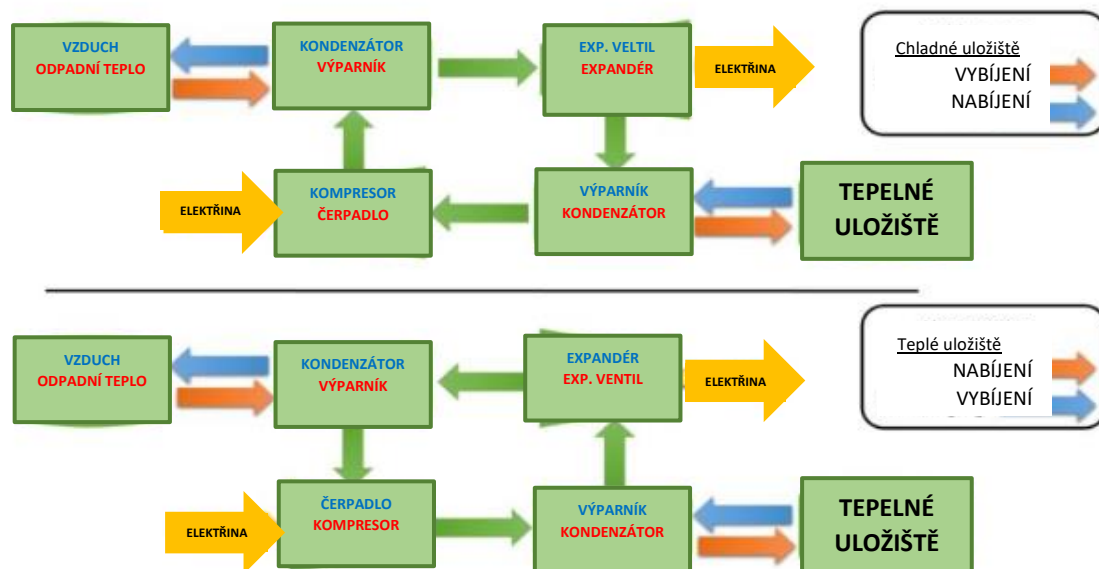 VZDUCH
ODPADNÍ TEPLO
KONDENZÁTOR
VÝPARNÍK
EXP. VELTIL
EXPANDÉR
ELEKTŘINA
Chladné uložiště
VYBÍJENÍ
NABÍJENÍ
ELEKTŘINA
KOMPRESOR
ČERPADLO
VÝPARNÍK
KONDENZÁTOR
TEPELNÉ
ULOŽIŠTĚ
VZDUCH
ODPADNÍ TEPLO
KONDENZÁTOR
VÝPARNÍK
EXPANDÉR
EXP. VENTIL
ELEKTŘINA
Teplé uložiště
NABÍJENÍ
VYBÍJENÍ
ELEKTŘINA
ČERPADLO
KOMPRESOR
VÝPARNÍK
KONDENZÁTOR
TEPELNÉ
ULOŽIŠTĚ